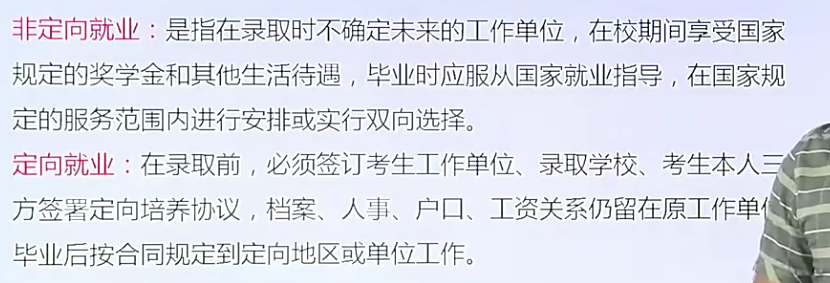 非定向就业：是指在录取时不确定未来的工作单位，在校期间享受国家
规定的奖学金和其他生活待遇，毕业时应服从国家就业指导，在国家规
定的服务范围内进行安排或实行双向选择。
定向就业：在录取前，必须签订考生工作单位、录取学校、考生本人三
方签署定向培养协议，档案、人事、户口、工资关系仍留在原工作单
毕业后按合同规定到定向地区或单位工作。